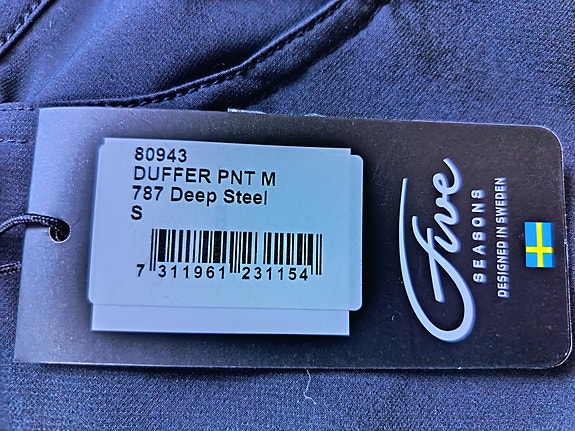 80943
DUFFER PNT M
787 Deep Steel
S
7 311961 231154
Five
SEASONS
DESIGNED IN SWEDEN